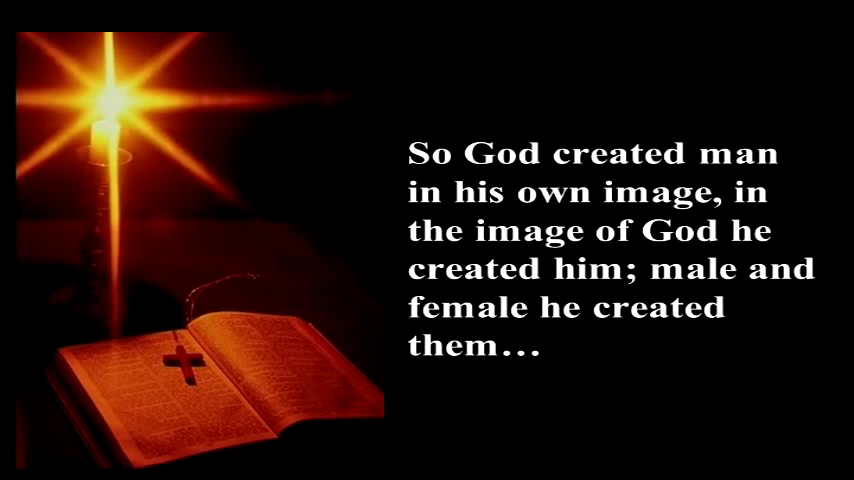 So God created man
in his own image, in
the image of God he
created him; male and
female he created
them…